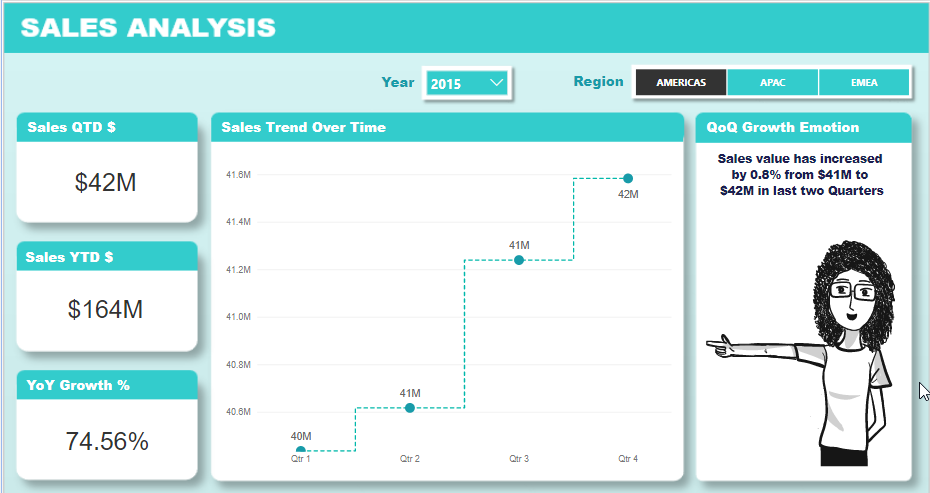 SALES ANALYSIS
Year
2015
Region
AMERICAS
APAC
EMEA
Sales QTD $
$42M
Sales YTD $
$164M
YoY Growth %
74.56%
Sales Trend Over Time
41.6M
41.4M
41.2M
41.0M
40.8M
40.6M
40M
41M
41M
42M
Qtr 1
Qtr 2
Qtr 3
Qtr 4
QoQ Growth Emotion
Sales value has increased
by 0.8% from $41M to
$42M in last two Quarters